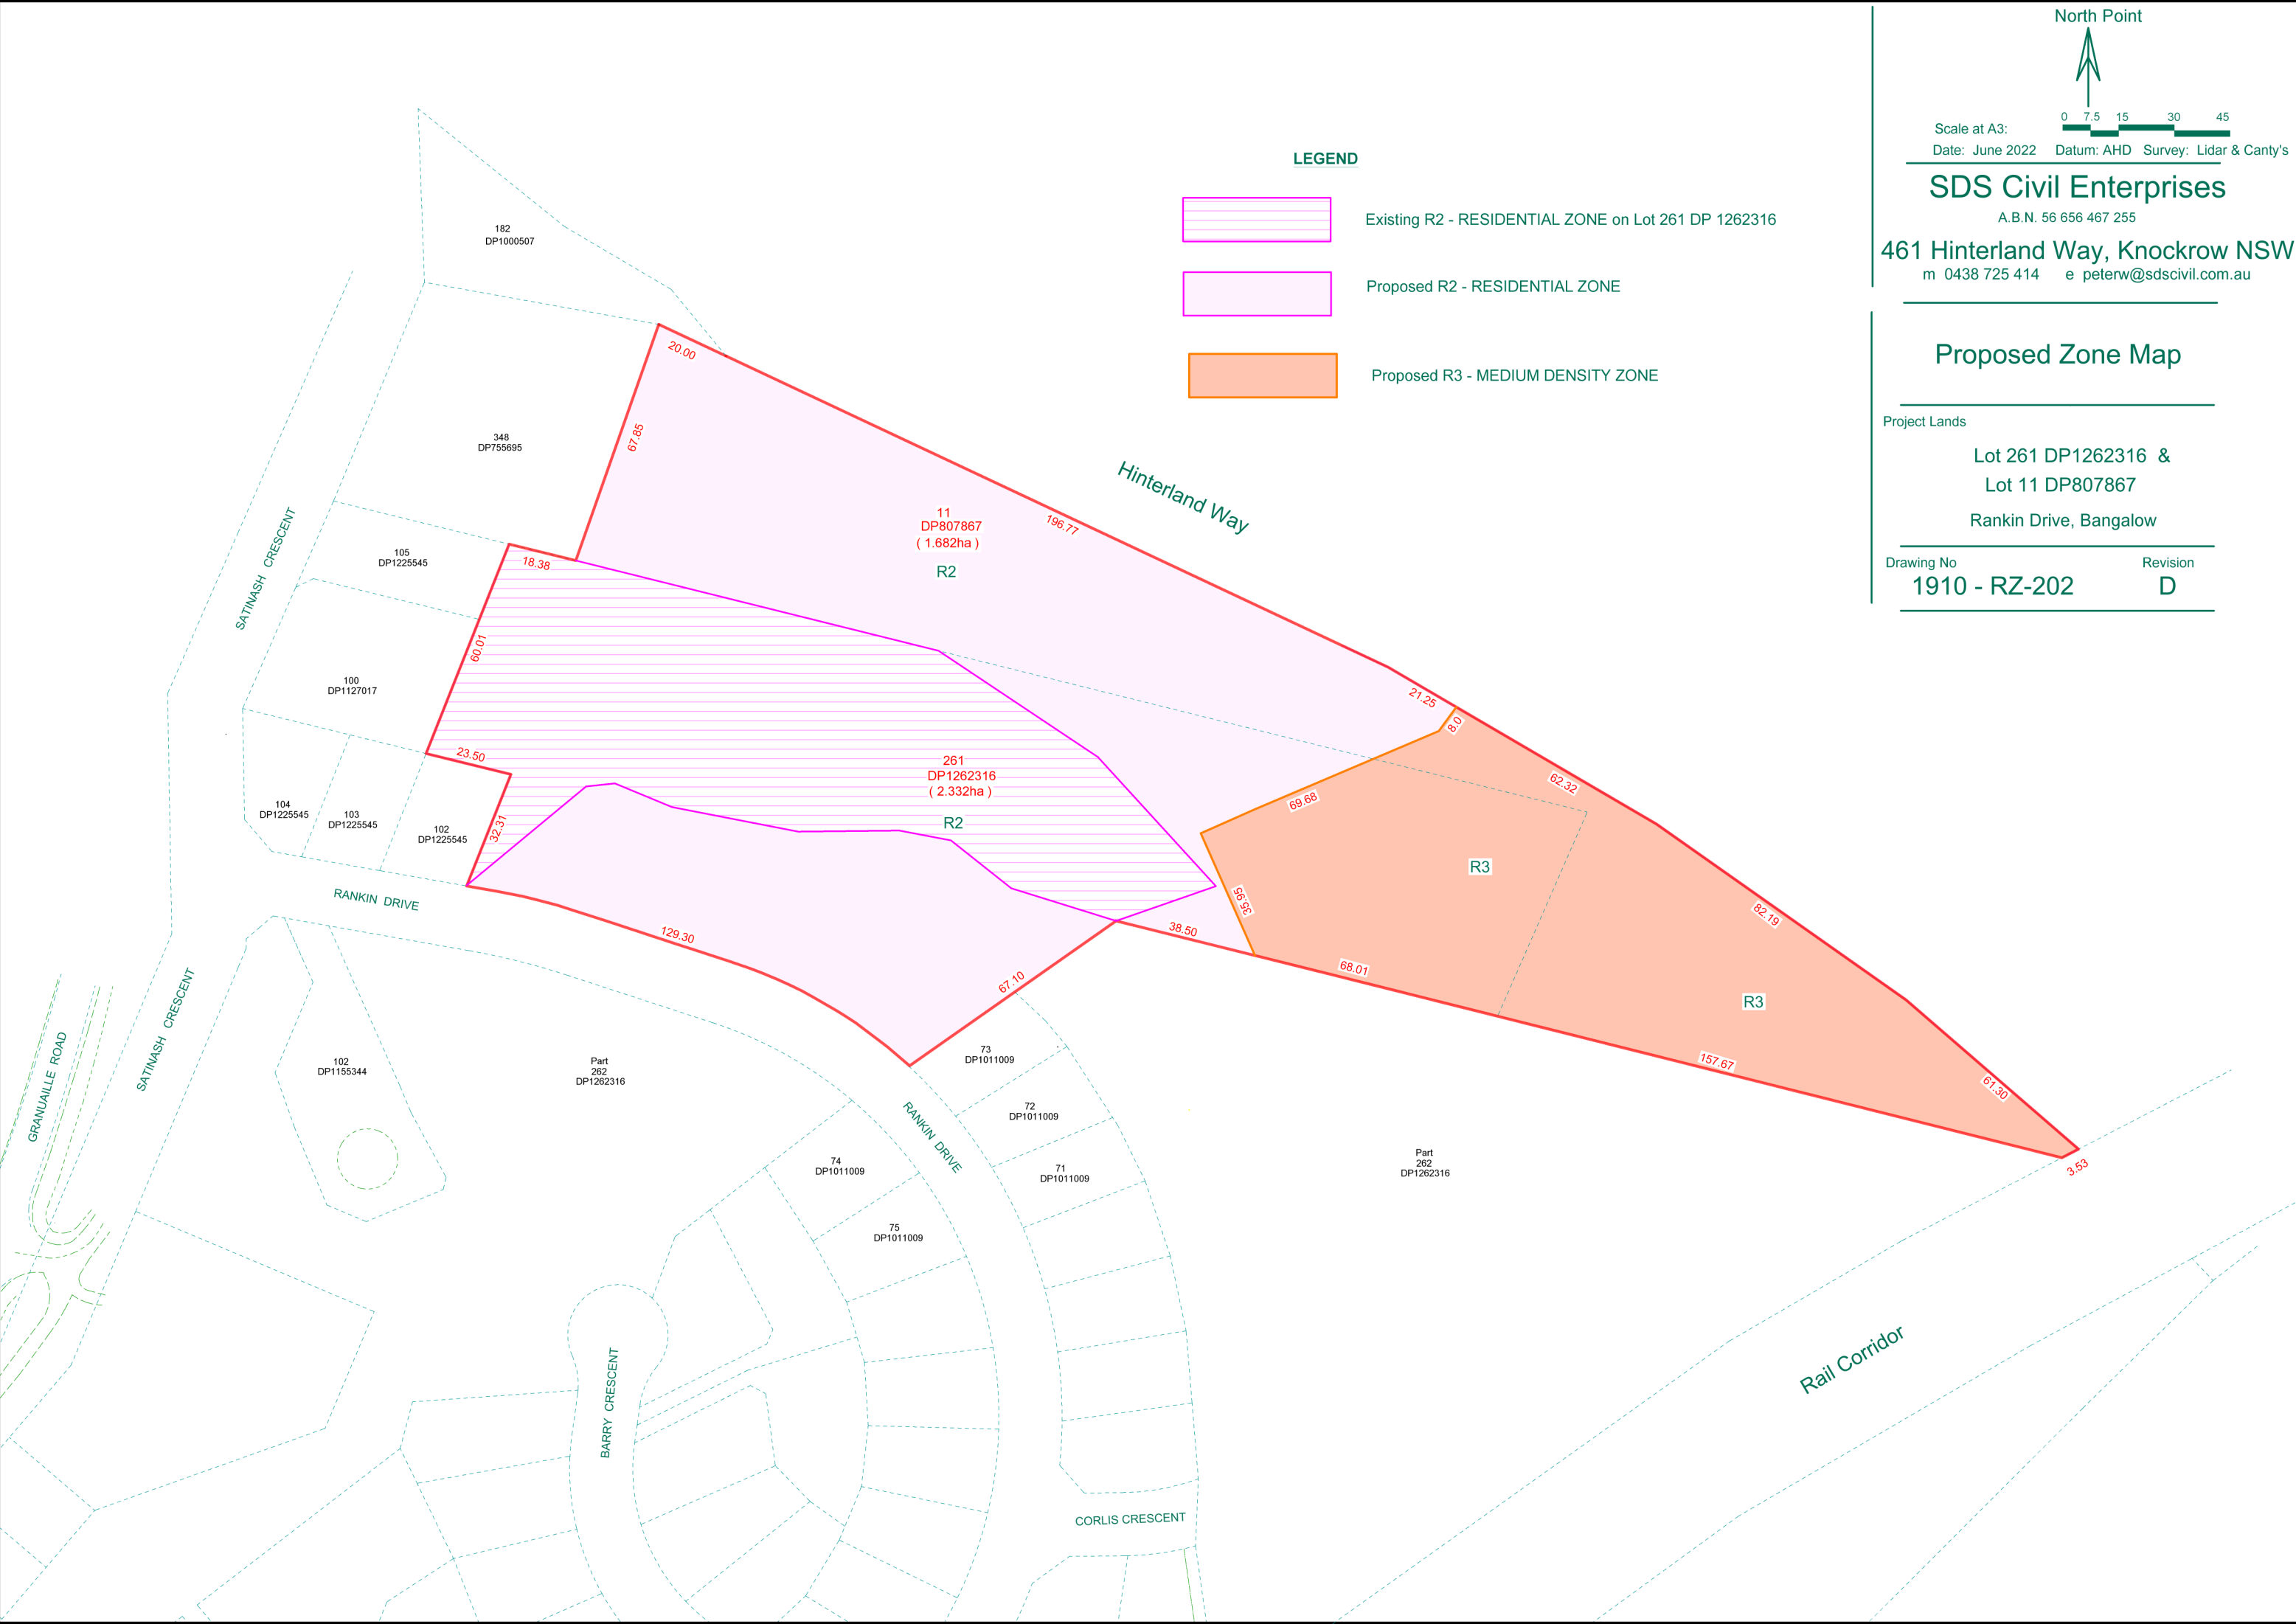 North Point
0 7.5 15 30 45
Scale at A3:
Date: June 2022 Datum: AHD Survey: Lidar & Canty's
SDS Civil Enterprises
A.B.N. 56 656 467 255
461 Hinterland Way, Knockrow NSW
m 0438 725 414 e peterw@sdscivil.com.au
Proposed Zone Map
Project Lands
Lot 261 DP1262316 &
Lot 11 DP807867
Rankin Drive, Bangalow
Drawing No Revision
1910 - RZ-202 D
LEGEND
Existing R2 - RESIDENTIAL ZONE on Lot 261 DP 1262316
Proposed R2 - RESIDENTIAL ZONE
Proposed R3 - MEDIUM DENSITY ZONE
182
DP1000507
20.00
67.85
348
DP755695
Hinterland Way
196.77
11
DP807867
( 1.682ha )
R2
SATINASH CRESCENT
105
DP1225545
18.38
60.01
100
DP1127017
21.25
8.0
23.50
261
DP1262316
( 2.332ha )
R2
62.32
69.68
104
DP1225545
103
DP1225545
102
DP1225545
32.31
R3
RANKIN DRIVE
35.95
82.19
129.30
38.50
68.01
67.10
R3
SATINASH CRESCENT
GRANUAILLE ROAD
102
DP1155344
Part
262
DP1262316
73
DP1011009
157.67
61.30
72
DP1011009
RANKIN DRIVE
74
DP1011009
71
DP1011009
Part
262
DP1262316
3.53
75
DP1011009
Rail Corridor
BARRY CRESCENT
CORLIS CRESCENT